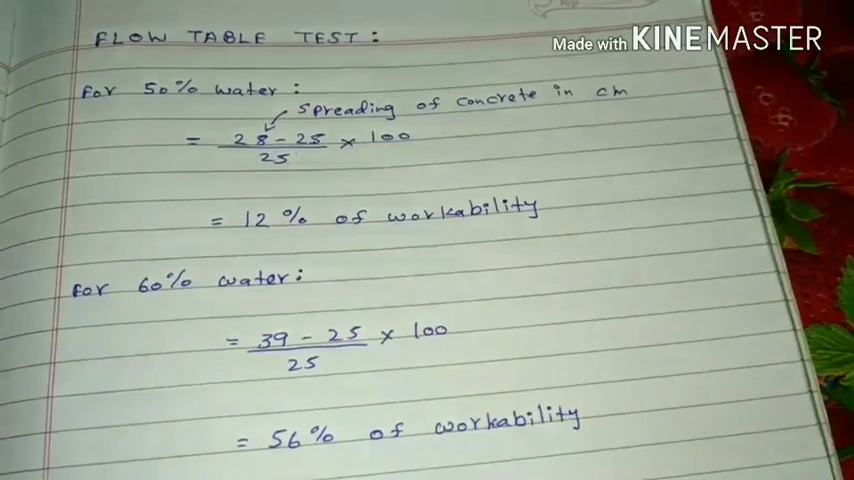 FLOW TABLE TEST :
Made with KINEMASTER
For 50% water :
spreading of concrete in cm
= 28 - 25 × 100
25
= 12 % of workability
For 60% water :
= 39 - 25 × 100
25
= 56% of workability